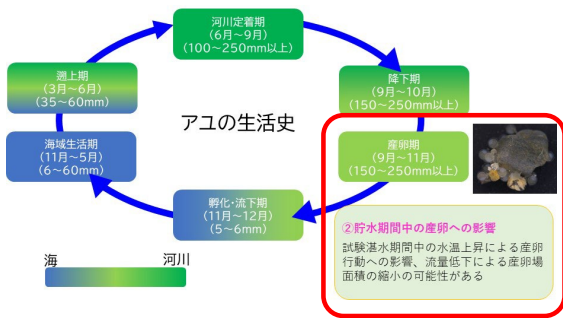 河川定着期
(6月～9月)
(100～250mm以上)
遡上期
(3月～6月)
(35～60mm)
降下期
(9月～10月)
(150～250mm以上)
アユの生活史
海域生活期
(11月～5月)
(6～60mm)
産卵期
(9月～11月)
(150～250mm以上)
孵化・流下期
(11月～12月)
(5～6mm)
②貯水期間中の産卵への影響
試験湛水期間中の水温上昇による産卵
行動への影響、流量低下による産卵場
面積の縮小の可能性がある
海
河川